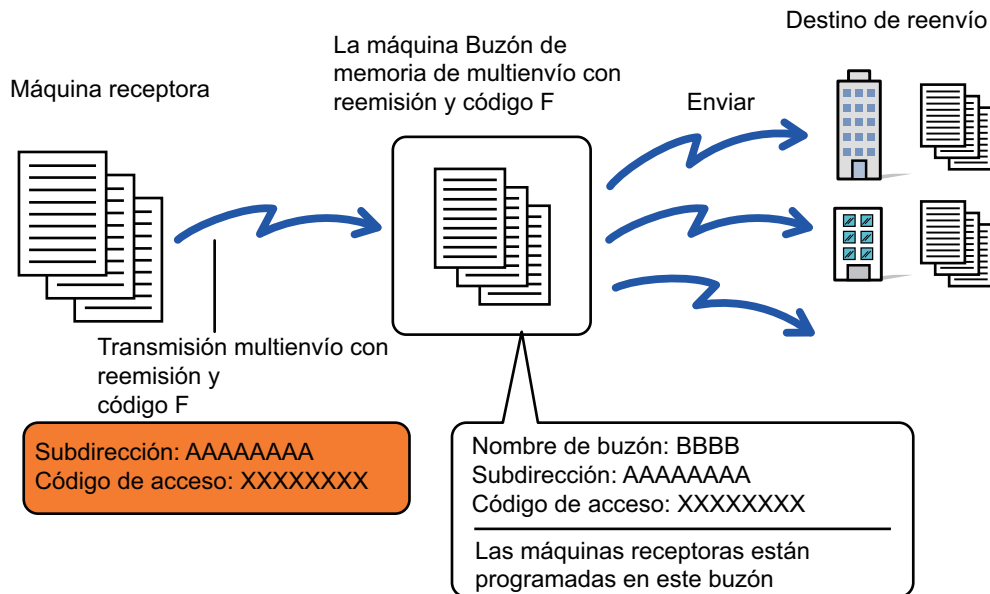 Destino de reenvío
La máquina Buzón de
memoria de multienvío con
reemisión y código F
Máquina receptora
Enviar
Transmisión multienvío con
reemisión y
código F
Subdirección: AAAAAAAA
Código de acceso: XXXXXXXX
Nombre de buzón: BBBB
Subdirección: AAAAAAAA
Código de acceso: XXXXXXXX
Las máquinas receptoras están
programadas en este buzón